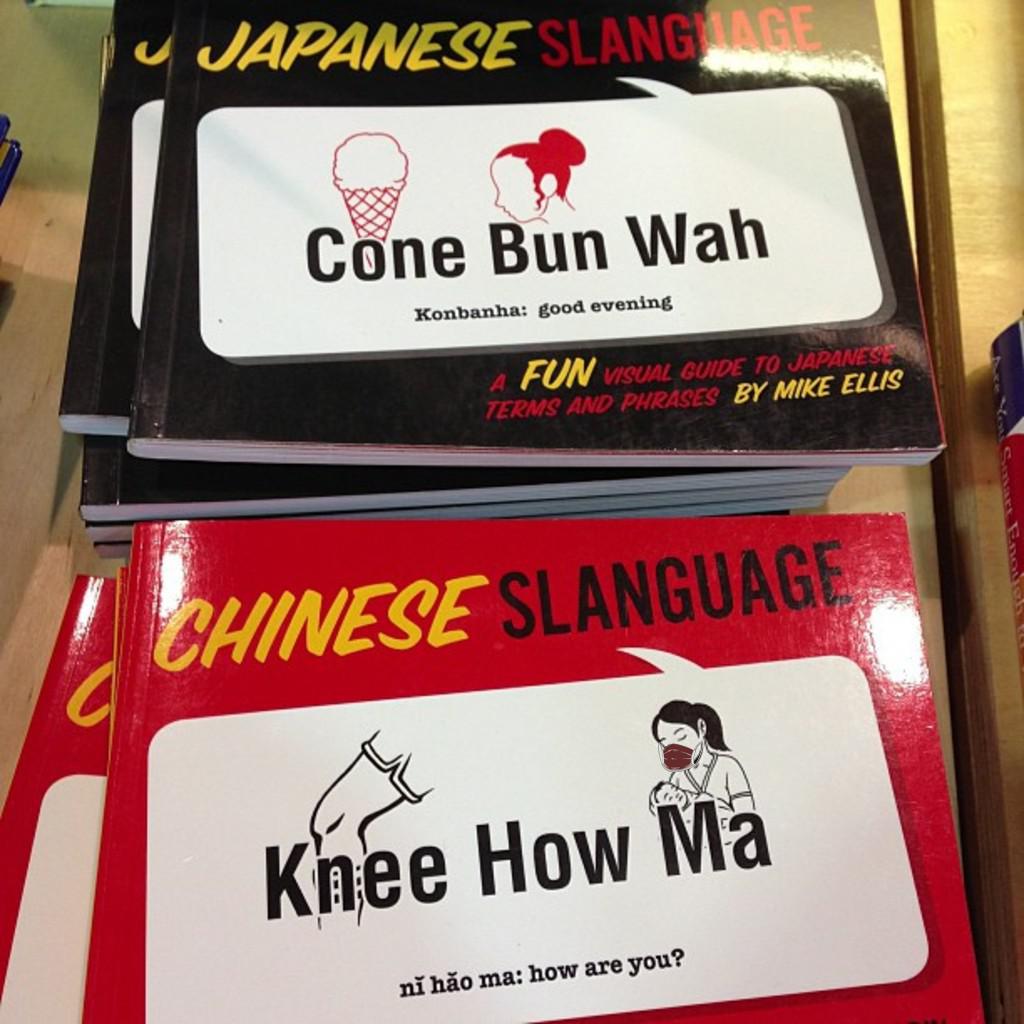 JAPANESE SLANGUAGE
Cone Bun Wah
Konbanha: good evening
A FUN VISUAL GUIDE TO JAPANESE
TERMS AND PHRASES BY MIKE ELLIS
CHINESE SLANGUAGE
Knee How Ma
nǐ hǎo ma: how are you?